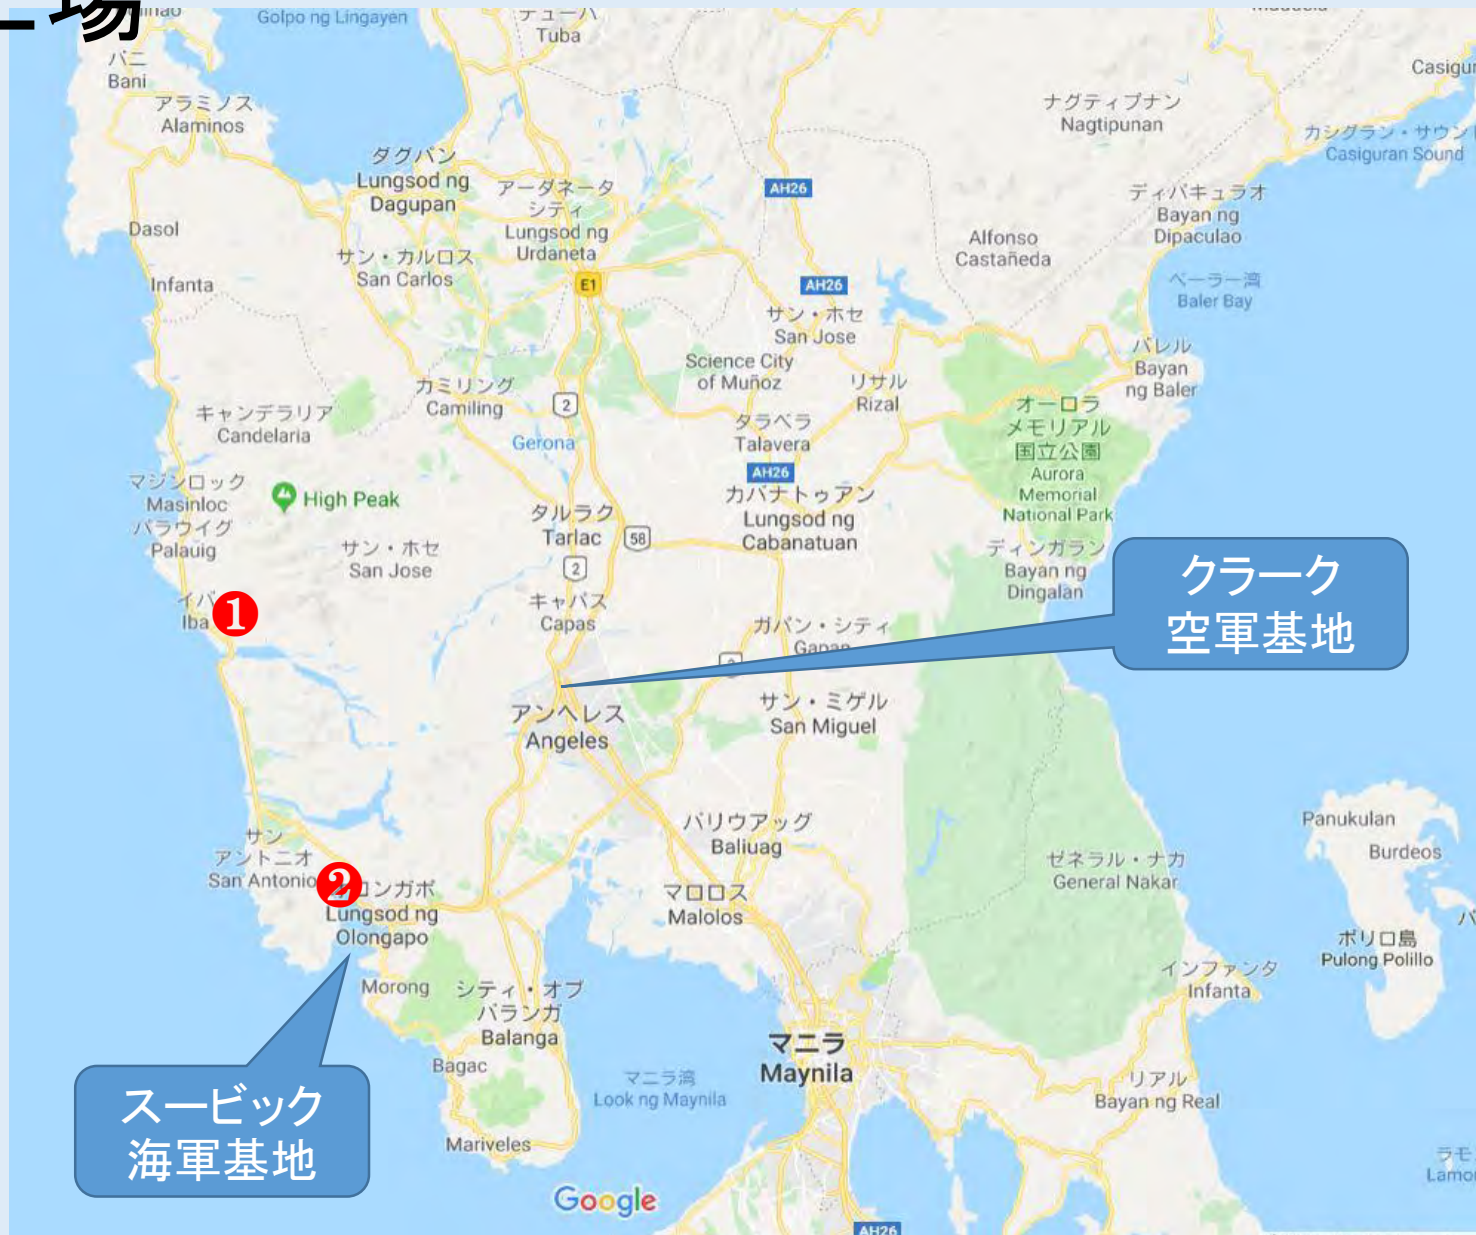 場
Golpo ng Lingayen
テューバ
Tuba
バニ
Bani
アラミノス
Alaminos
ナグティプナン
Nagtipunan
カシグラン・サウン
Casiguran Sound
ダグパン
Lungsod ng
Dagupan
アーダネータ
シティ
Lungsod ng
Urdaneta
AH26
ディパキュラオ
Bayan ng
Dipaculao
Dasol
サン・カルロス
San Carlos
Alfonso
Castañeda
Infanta
E1
AH26
ベーラー湾
Baler Bay
サン・ホセ
San Jose
バレル
Bayan
ng Baler
Science City
of Muñoz
リサル
Rizal
カミリング
Camiling
2
キャンデラリア
Candelaria
Gerona
タラベラ
Talavera
オーロラ
メモリアル
国立公園
Aurora
Memorial
National Park
AH26
マシンロック
Masinloc
パラウイグ
Palauig
High Peak
カバナトゥアン
Lungsod ng
Cabanatuan
タルラク
Tarlac
58
サン・ホセ
San Jose
2
ディンガラン
Bayan ng
Dingalan
クラーク
空軍基地
イバ
Iba
1
キャパス
Capas
ガパン・シティ
Gapan
アンヘレス
Angeles
サン・ミゲル
San Miguel
バリウアッグ
Baliuag
Panukulan
Burdeos
サン
アントニオ
San Antonio
2
ロンガポ
Lungsod ng
Olongapo
マロロス
Malolos
ゼネラル・ナカ
General Nakar
ポリロ島
Pulong Polillo
インファンタ
Infanta
Morong
シティ・オブ
バランガ
Balanga
マニラ
Maynila
Bagac
マニラ湾
Look ng Maynila
リアル
Bayan ng Real
スービック
海軍基地
Mariveles
ラモ
Google
AH26